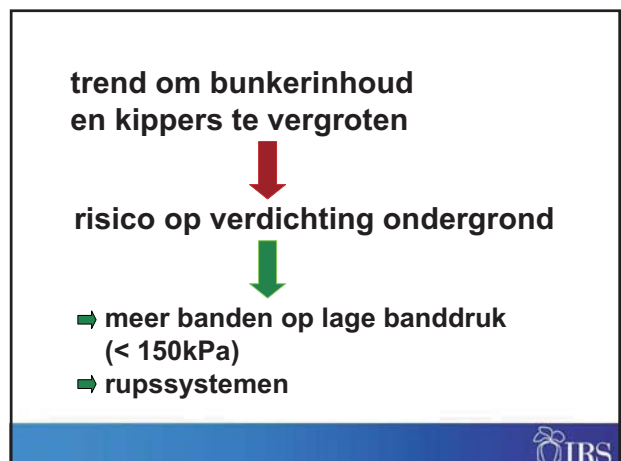 trend om bunkerinhoud
en kippers te vergroten
risico op verdichting ondergrond
meer banden op lage banddruk
(< 150kPa)
rupssystemen
IRS